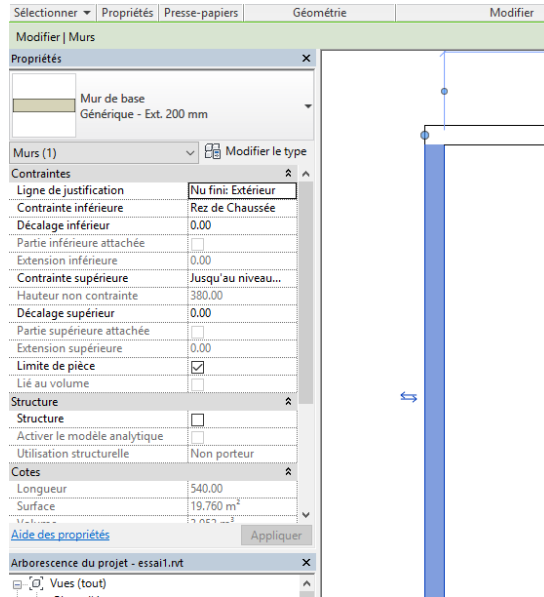 Sélectionner Propriétés Presse-papiers Géométrie Modifier
Modifier | Murs
Propriétés
Mur de base
Générique - Ext. 200 mm
Murs (1) Modifier le type
Contraintes
Ligne de justification Nu fini: Extérieur
Contrainte inférieure Rez de Chaussée
Décalage inférieur 0.00
Partie inférieure attachée
Extension inférieure 0.00
Contrainte supérieure Jusqu'au niveau...
Hauteur non contrainte 380.00
Décalage supérieur 0.00
Partie supérieure attachée
Extension supérieure 0.00
Limite de pièce
Lié au volume
Structure
Structure
Activer le modèle analytique
Utilisation structurelle Non porteur
Cotes
Longueur 540.00
Surface 19.760 m²
Volume
Aide des propriétés Appliquer
Arborescence du projet - essai1.rvt
Vues (tout)